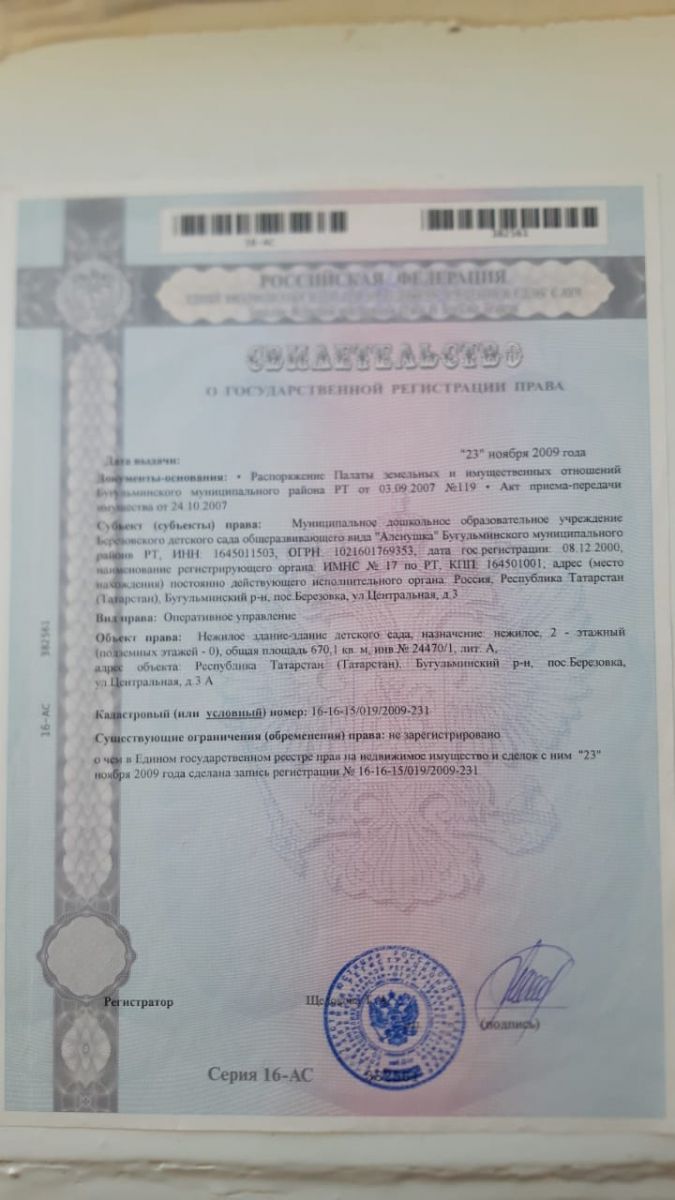 16-АС
382561
РОССИЙСКАЯ ФЕДЕРАЦИЯ
СВИДЕТЕЛЬСТВО
О ГОСУДАРСТВЕННОЙ РЕГИСТРАЦИИ ПРАВА
Дата выдачи: "23" ноября 2009 года
Документы-основания: • Распоряжение Палаты земельных и имущественных отношений
Бугульминского муниципального района РТ от 03.09.2007 №119 • Акт приема-передачи
имущества от 24.10.2007
Субъект (субъекты) права: Муниципальное дошкольное образовательное учреждение
Березовского детского сада общеразвивающего вида "Аленушка" Бугульминского муниципального
района РТ, ИНН: 1645011503, ОГРН: 1021601769353, дата гос.регистрации: 08.12.2000,
наименование регистрирующего органа: ИМНС № 17 по РТ, КПП: 164501001; адрес (место
нахождения) постоянно действующего исполнительного органа: Россия, Республика Татарстан
(Татарстан), Бугульминский р-н, пос.Березовка, ул.Центральная, д.3
Вид права: Оперативное управление
Объект права: Нежилое здание-здание детского сада, назначение: нежилое, 2 - этажный
(подземных этажей - 0), общая площадь 670,1 кв. м, инв.№ 24470/1, лит. А,
адрес объекта: Республика Татарстан (Татарстан), Бугульминский р-н, пос.Березовка,
ул.Центральная, д.3 А
Кадастровый (или условный) номер: 16-16-15/019/2009-231
Существующие ограничения (обременения) права: не зарегистрировано
о чем в Едином государственном реестре прав на недвижимое имущество и сделок с ним "23"
ноября 2009 года сделана запись регистрации № 16-16-15/019/2009-231
16-АС 382561
Регистратор
(подпись)
Серия 16-АС 382561